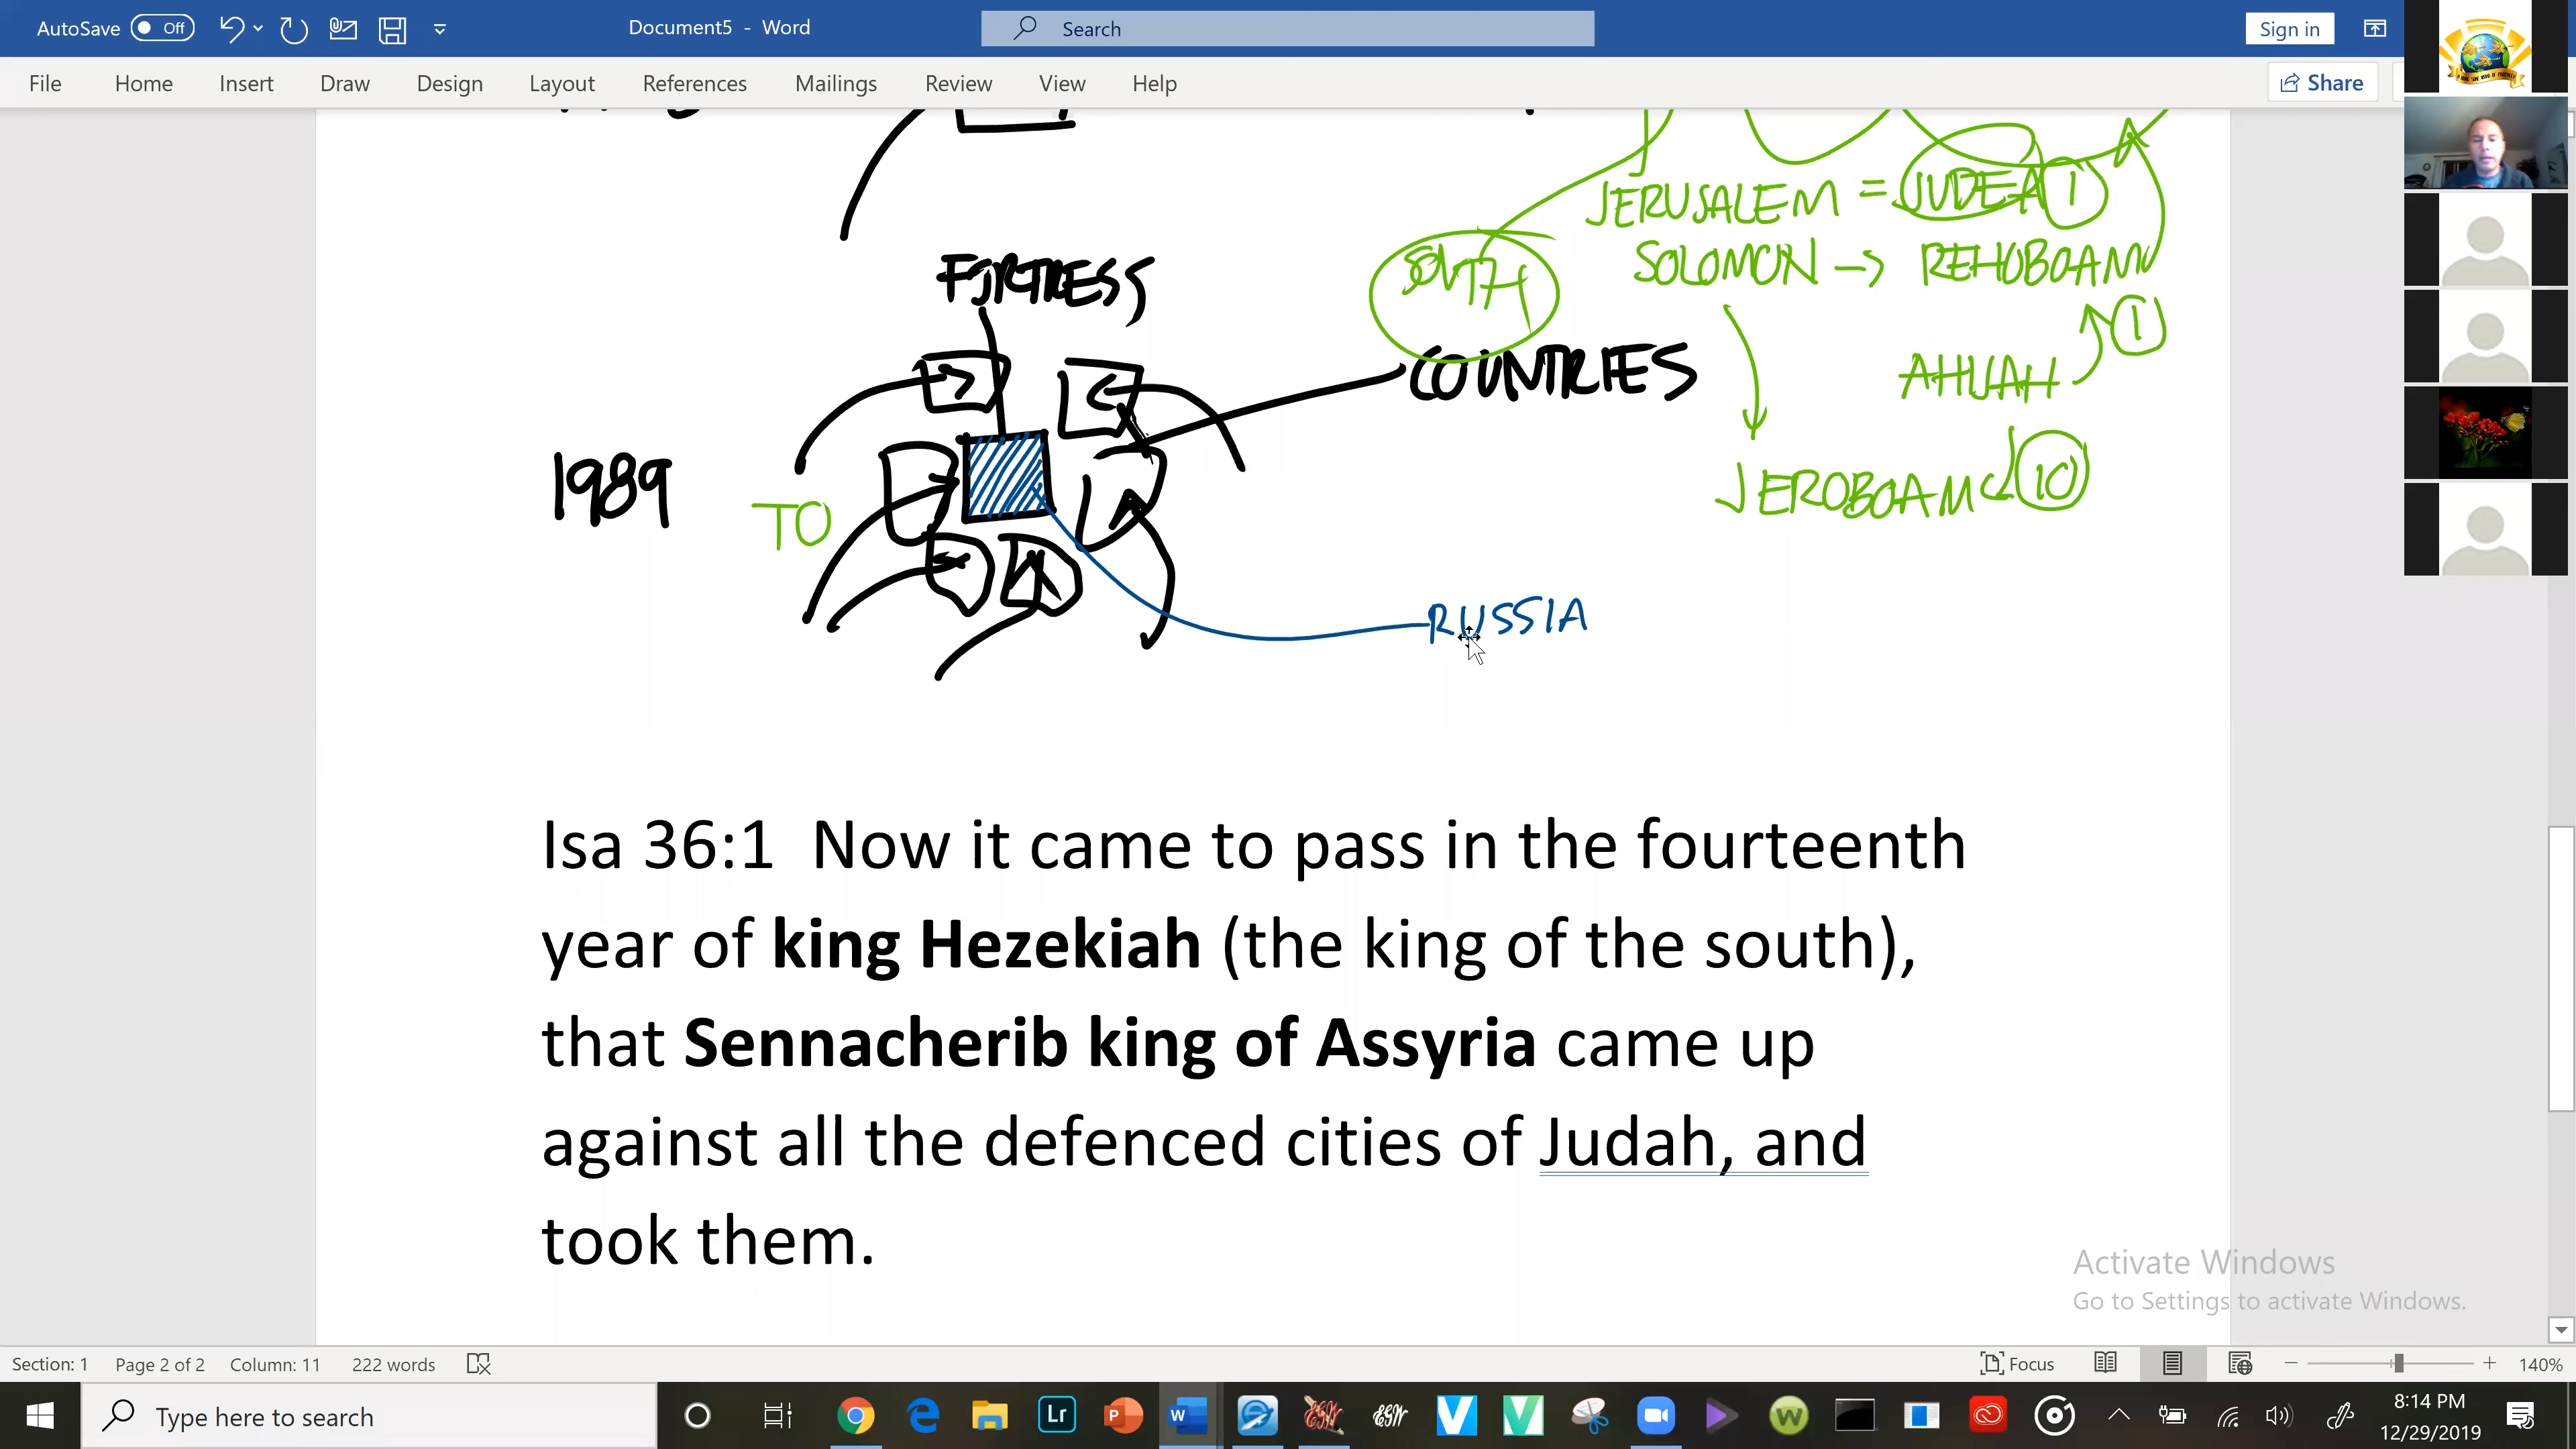 AutoSave Off
Document5 - Word
Search
Sign in
File Home Insert Draw Design Layout References Mailings Review View Help
Share
JERUSALEM = JUDEA 1
SOUTH
SOLOMON → REHOBOAM
1
FORTRESS
COUNTRIES
AHIJAH
1989
TO
JEROBOAM 10
RUSSIA
Isa 36:1 Now it came to pass in the fourteenth
year of king Hezekiah (the king of the south),
that Sennacherib king of Assyria came up
against all the defenced cities of Judah, and
took them.
Activate Windows
Go to Settings to activate Windows.
Section: 1 Page 2 of 2 Column: 11 222 words
Focus
140%
Type here to search
Lr
P
W
EGW
EGW
V
V
W
8:14 PM
12/29/2019